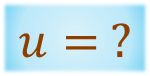 u = ?